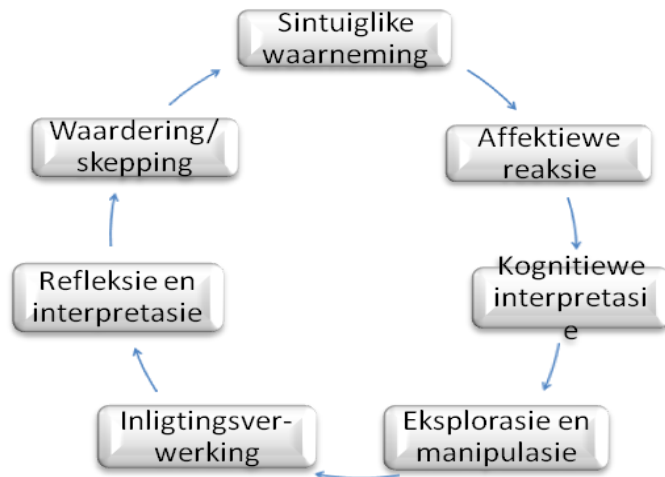 Sintuiglike
waarneming
Affektiewe
reaksie
Kognitiewe
interpretasi
e
Eksplorasie en
manipulasie
Inligtingsver-
werking
Refleksie en
interpretasie
Waardering/
skepping